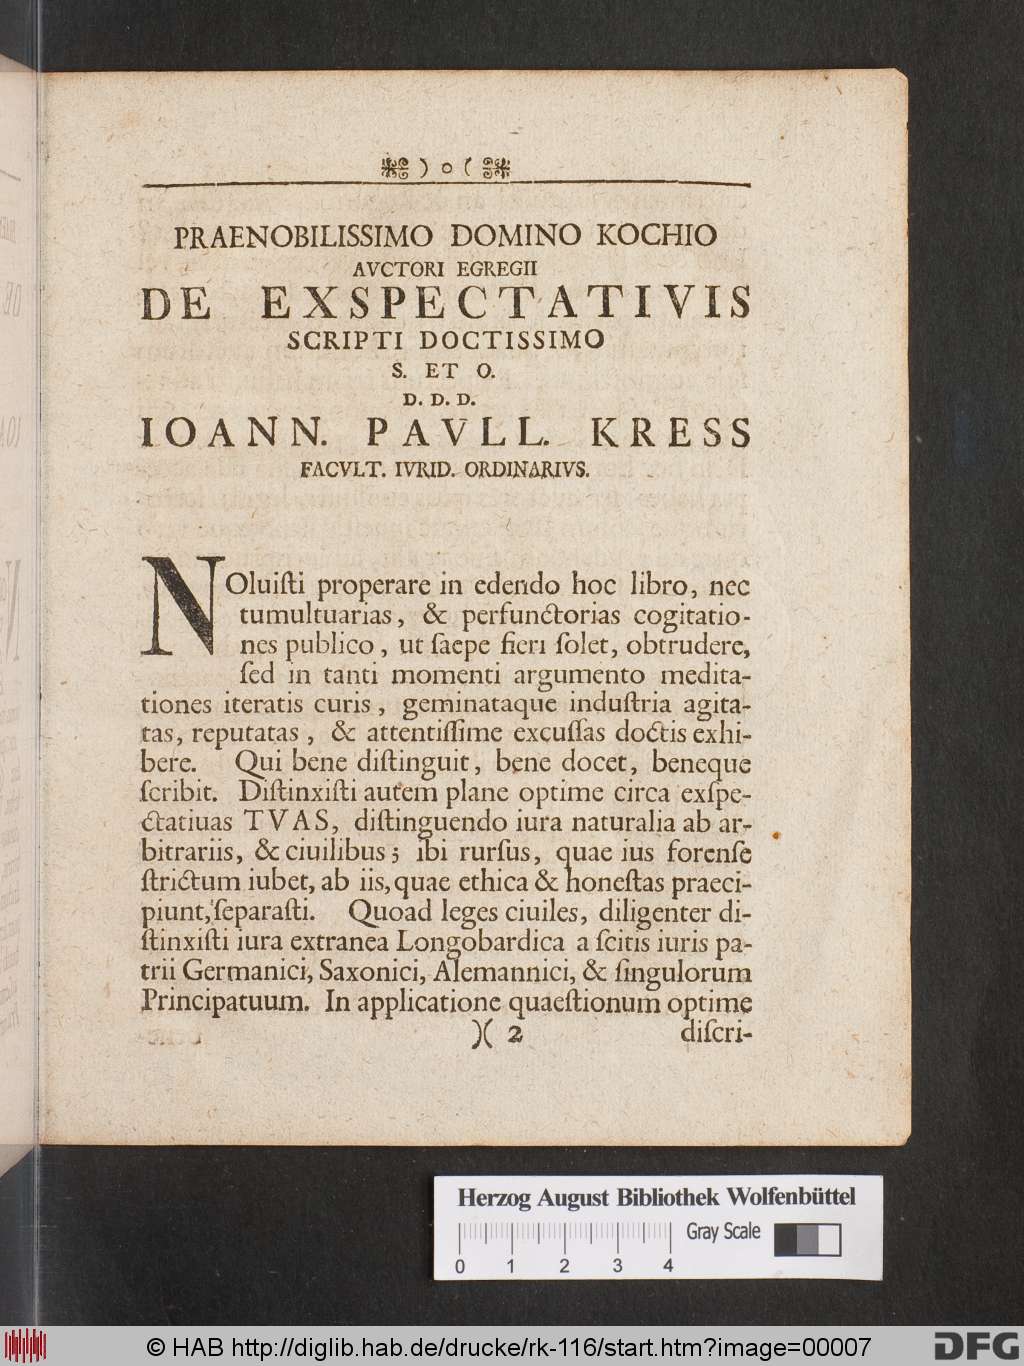 ) o (
PRAENOBILISSIMO DOMINO KOCHIO
AVCTORI EGREGII
DE EXSPECTATIVIS
SCRIPTI DOCTISSIMO
S. ET O.
D. D. D.
IOANN. PAVLL. KRESS
FACVLT. IVRID. ORDINARIVS.
NOluiſti properare in edendo hoc libro, nec
tumultuarias, & perfunctorias cogitatio-
nes publico, ut ſaepe fieri ſolet, obtrudere,
ſed in tanti momenti argumento medita-
tiones iteratis curis, geminataque induſtria agita-
tas, reputatas, & attentiſſime excuſſas doctis exhi-
bere. Qui bene diſtinguit, bene docet, beneque
ſcribit. Diſtinxiſti autem plane optime circa exſpe-
ctatiuas TVAS, diſtinguendo iura naturalia ab ar-
bitrariis, & ciuilibus; ibi rurſus, quae ius forenſe
ſtrictum iubet, ab iis, quae ethica & honeſtas praeci-
piunt, ſeparaſti. Quoad leges ciuiles, diligenter di-
ſtinxiſti iura extranea Longobardica a ſcitis iuris pa-
trii Germanici, Saxonici, Alemannici, & ſingulorum
Principatuum. In applicatione quaeſtionum optime
)( 2 diſcri-
Herzog August Bibliothek Wolfenbüttel
Gray Scale
0 1 2 3 4
© HAB http://diglib.hab.de/drucke/rk-116/start.htm?image=00007
DFG